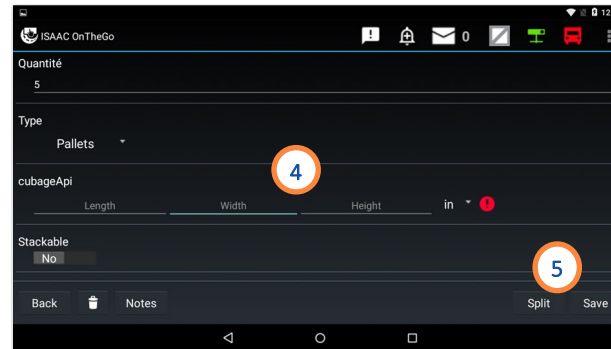 12
ISAAC OnTheGo
0
Quantité
5
Type
Pallets
4
cubageApi
Length Width Height in
Stackable
No
5
Back Notes Split Save